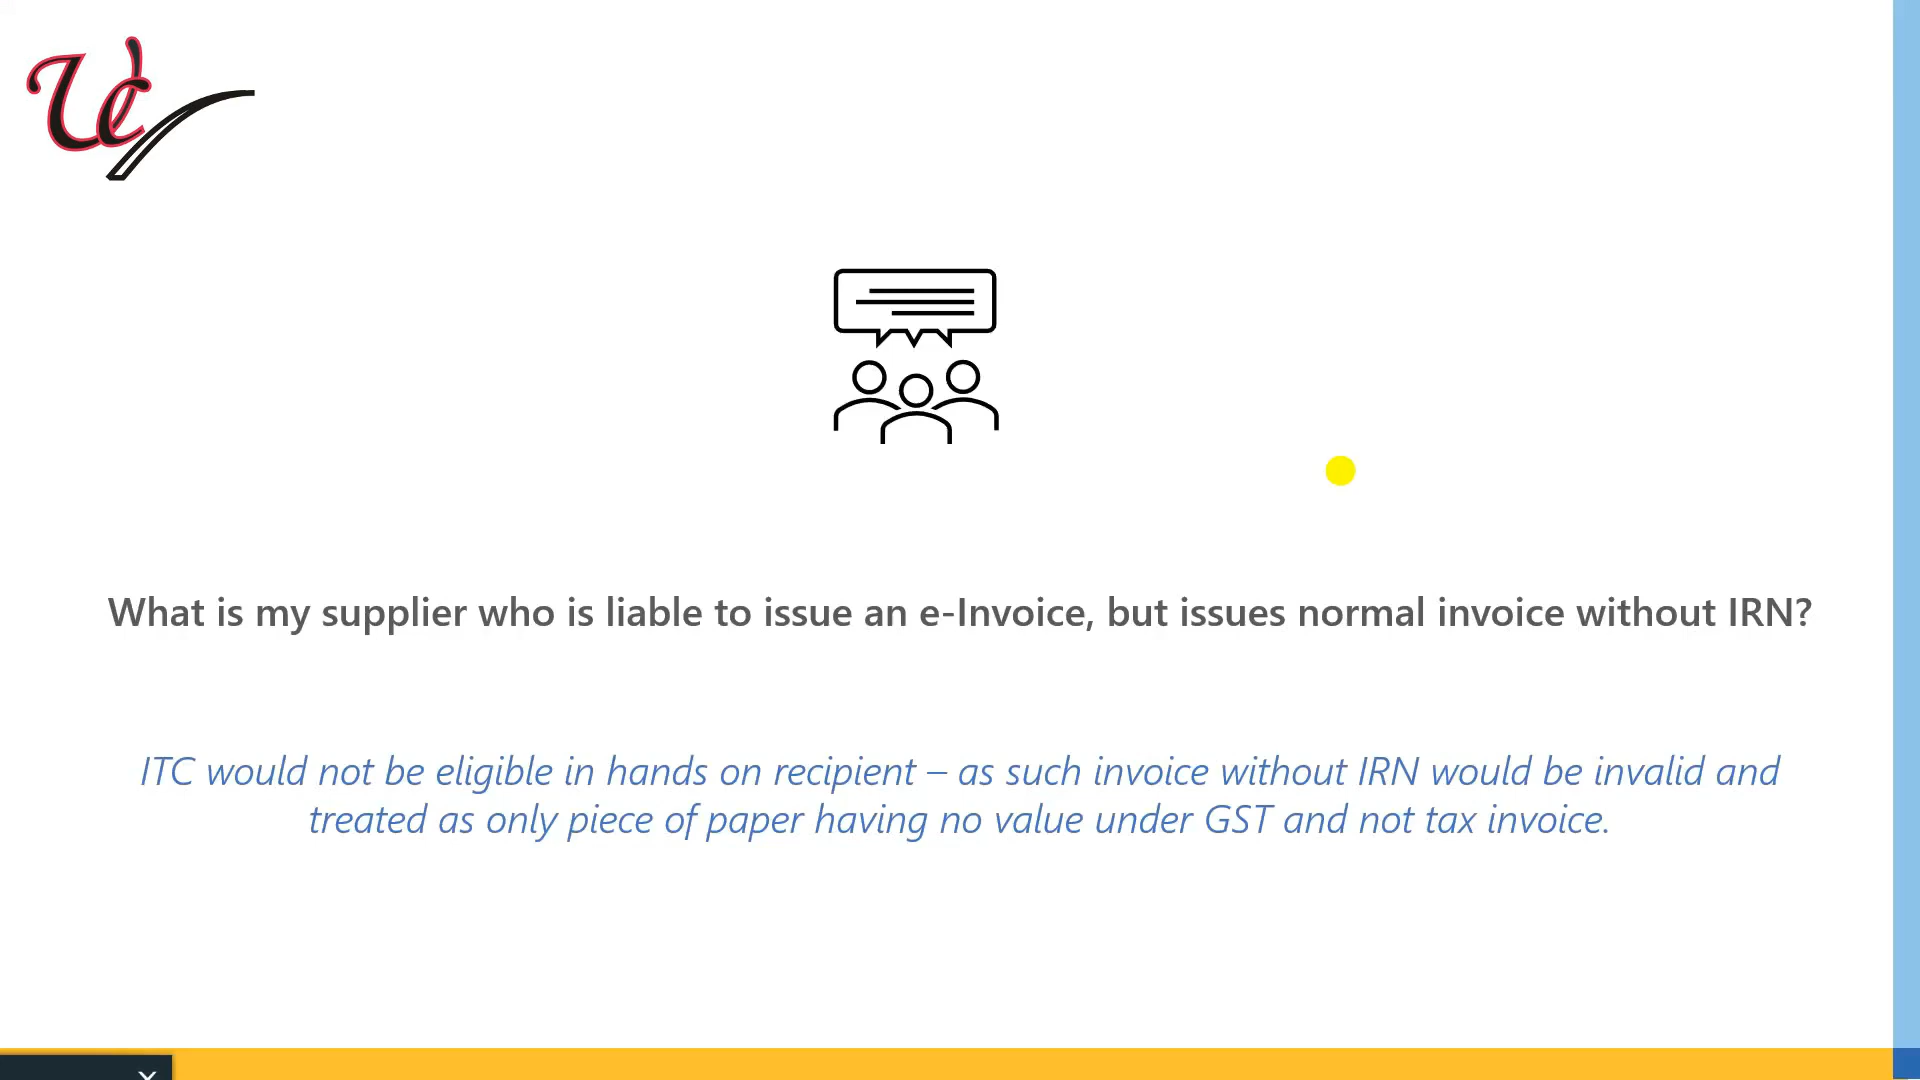 What is my supplier who is liable to issue an e-Invoice, but issues normal invoice without IRN?
ITC would not be eligible in hands on recipient – as such invoice without IRN would be invalid and
treated as only piece of paper having no value under GST and not tax invoice.